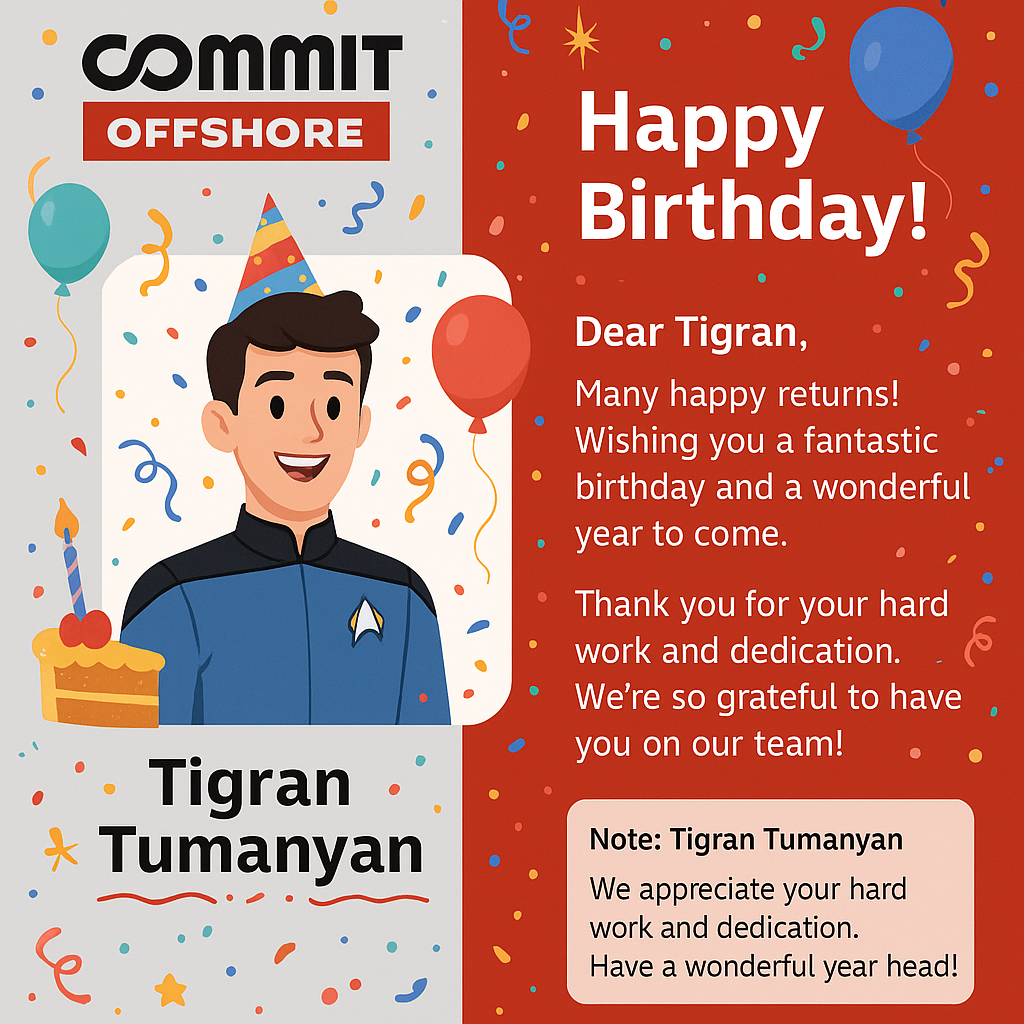 COMMIT
OFFSHORE
Tigran
Tumanyan
Happy
Birthday!
Dear Tigran,
Many happy returns!
Wishing you a fantastic
birthday and a wonderful
year to come.
Thank you for your hard
work and dedication.
We’re so grateful to have
you on our team!
Note: Tigran Tumanyan
We appreciate your hard
work and dedication.
Have a wonderful year head!